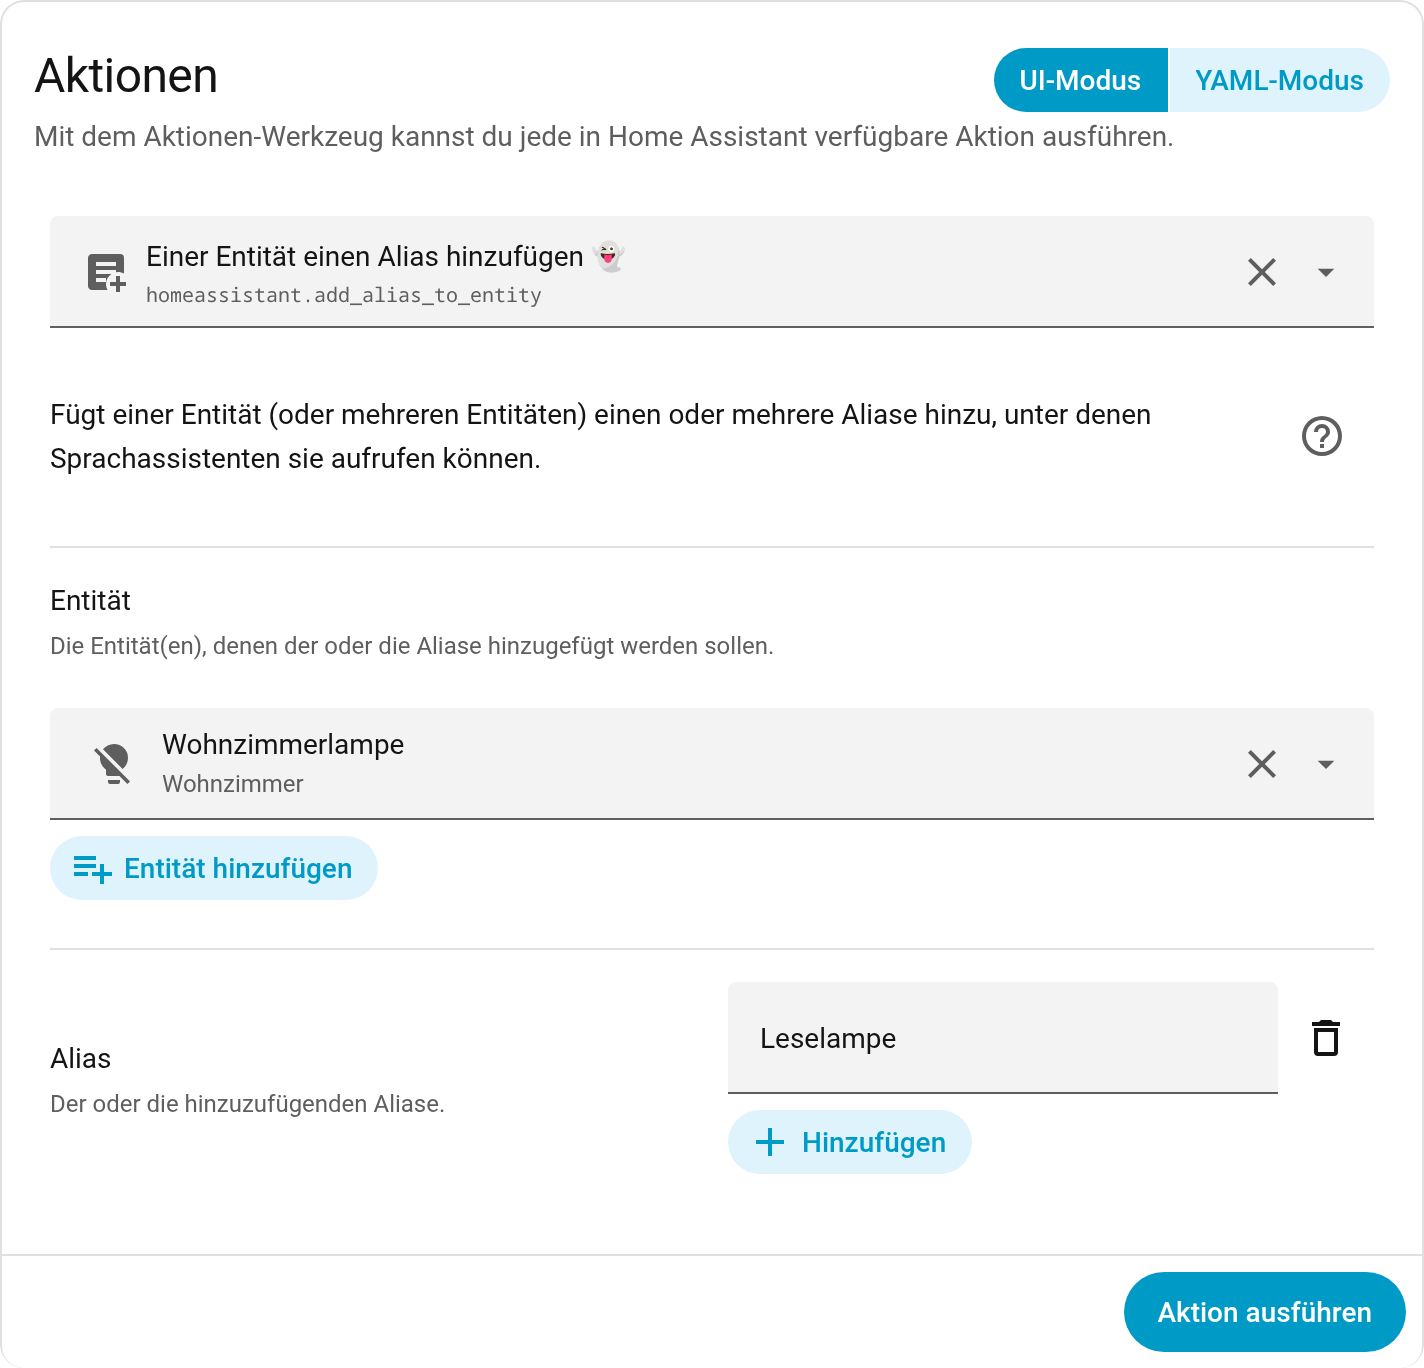 Aktionen
UI-Modus
YAML-Modus
Mit dem Aktionen-Werkzeug kannst du jede in Home Assistant verfügbare Aktion ausführen.
Einer Entität einen Alias hinzufügen 👻
homeassistant.add_alias_to_entity
Fügt einer Entität (oder mehreren Entitäten) einen oder mehrere Aliase hinzu, unter denen
Sprachassistenten sie aufrufen können.
Entität
Die Entität(en), denen der oder die Aliase hinzugefügt werden sollen.
Wohnzimmerlampe
Wohnzimmer
Entität hinzufügen
Alias
Der oder die hinzuzufügenden Aliase.
Leselampe
Hinzufügen
Aktion ausführen